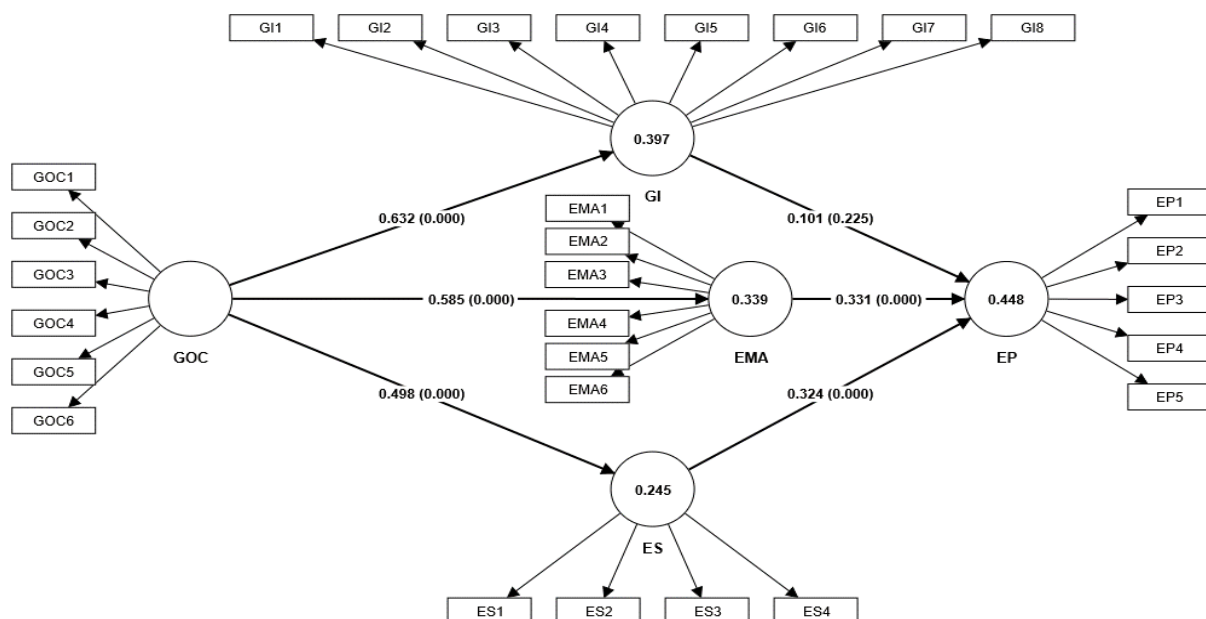 GI1
GI2
GI3
GI4
GI5
GI6
GI7
GI8
0.397
GI
GOC1
GOC2
GOC3
GOC4
GOC5
GOC6
GOC
0.632 (0.000)
0.585 (0.000)
0.498 (0.000)
EMA1
EMA2
EMA3
EMA4
EMA5
EMA6
0.339
EMA
0.101 (0.225)
0.331 (0.000)
0.324 (0.000)
0.448
EP
EP1
EP2
EP3
EP4
EP5
0.245
ES
ES1
ES2
ES3
ES4